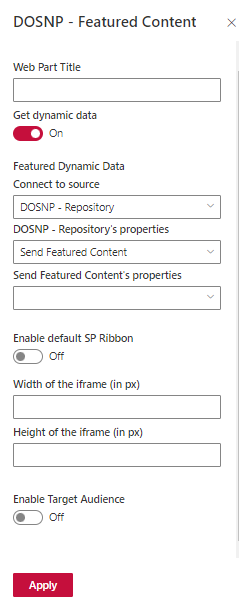 DOSNP - Featured Content
Web Part Title
Get dynamic data
On
Featured Dynamic Data
Connect to source
DOSNP - Repository
DOSNP - Repository's properties
Send Featured Content
Send Featured Content's properties
Enable default SP Ribbon
Off
Width of the iframe (in px)
Height of the iframe (in px)
Enable Target Audience
Off
Apply